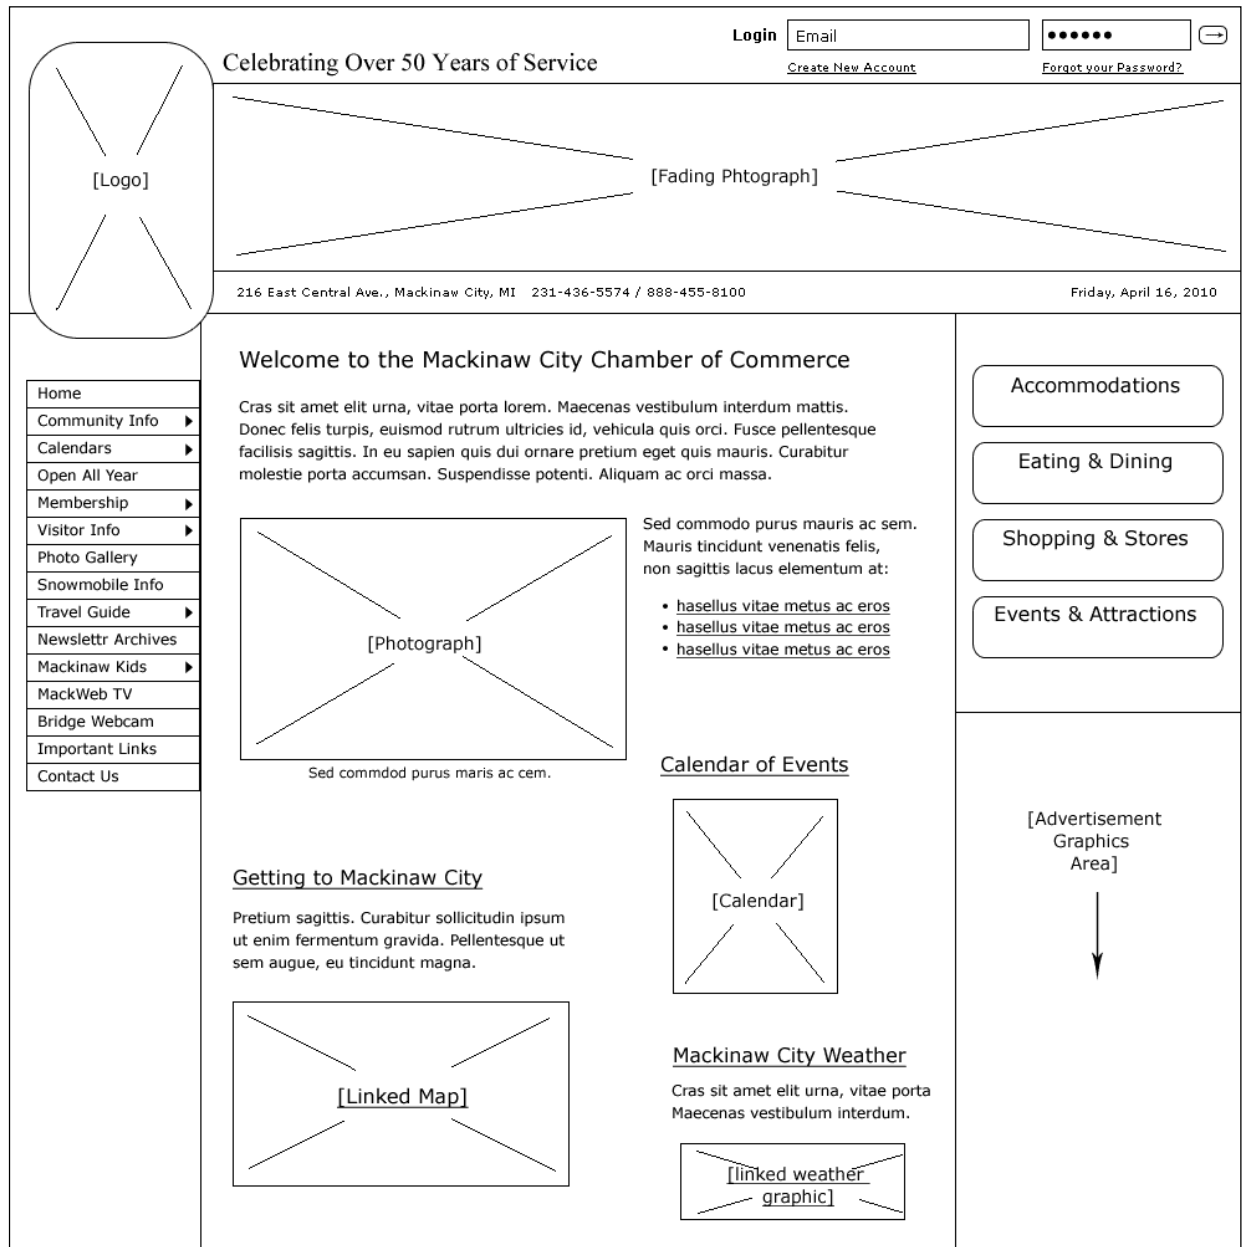 Login
Email
●●●●●●
Create New Account
Forgot your Password?
Celebrating Over 50 Years of Service
[Logo]
[Fading Phtograph]
216 East Central Ave., Mackinaw City, MI 231-436-5574 / 888-455-8100
Friday, April 16, 2010
Home
Community Info
Calendars
Open All Year
Membership
Visitor Info
Photo Gallery
Snowmobile Info
Travel Guide
Newslettr Archives
Mackinaw Kids
MackWeb TV
Bridge Webcam
Important Links
Contact Us
Welcome to the Mackinaw City Chamber of Commerce
Cras sit amet elit urna, vitae porta lorem. Maecenas vestibulum interdum mattis.
Donec felis turpis, euismod rutrum ultricies id, vehicula quis orci. Fusce pellentesque
facilisis sagittis. In eu sapien quis dui ornare pretium eget quis mauris. Curabitur
molestie porta accumsan. Suspendisse potenti. Aliquam ac orci massa.
[Photograph]
Sed commdod purus maris ac cem.
Sed commodo purus mauris ac sem.
Mauris tincidunt venenatis felis,
non sagittis lacus elementum at:
• hasellus vitae metus ac eros
• hasellus vitae metus ac eros
• hasellus vitae metus ac eros
Getting to Mackinaw City
Pretium sagittis. Curabitur sollicitudin ipsum
ut enim fermentum gravida. Pellentesque ut
sem augue, eu tincidunt magna.
[Linked Map]
Calendar of Events
[Calendar]
Mackinaw City Weather
Cras sit amet elit urna, vitae porta
Maecenas vestibulum interdum.
[linked weather
graphic]
Accommodations
Eating & Dining
Shopping & Stores
Events & Attractions
[Advertisement
Graphics
Area]